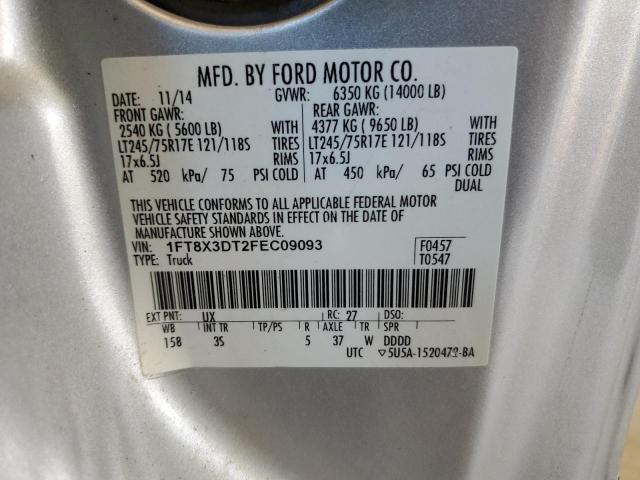 MFD. BY FORD MOTOR CO.
DATE: 11/14 GVWR: 6350 KG (14000 LB)
FRONT GAWR: REAR GAWR:
2540 KG ( 5600 LB) WITH 4377 KG ( 9650 LB) WITH
LT245/75R17E 121/118S TIRES LT245/75R17E 121/118S TIRES
17x6.5J RIMS 17x6.5J RIMS
AT 520 kPa/ 75 PSI COLD AT 450 kPa/ 65 PSI COLD
DUAL
THIS VEHICLE CONFORMS TO ALL APPLICABLE FEDERAL MOTOR
VEHICLE SAFETY STANDARDS IN EFFECT ON THE DATE OF
MANUFACTURE SHOWN ABOVE.
VIN: 1FT8X3DT2FEC09093 F0457
TYPE: Truck T0547
EXT PNT: UX RC: 27 DSO:
WB INT TR TP/PS R AXLE TR SPR
158 3S 5 37 W DDDD
UTC ▽5U5A-1520472-BA